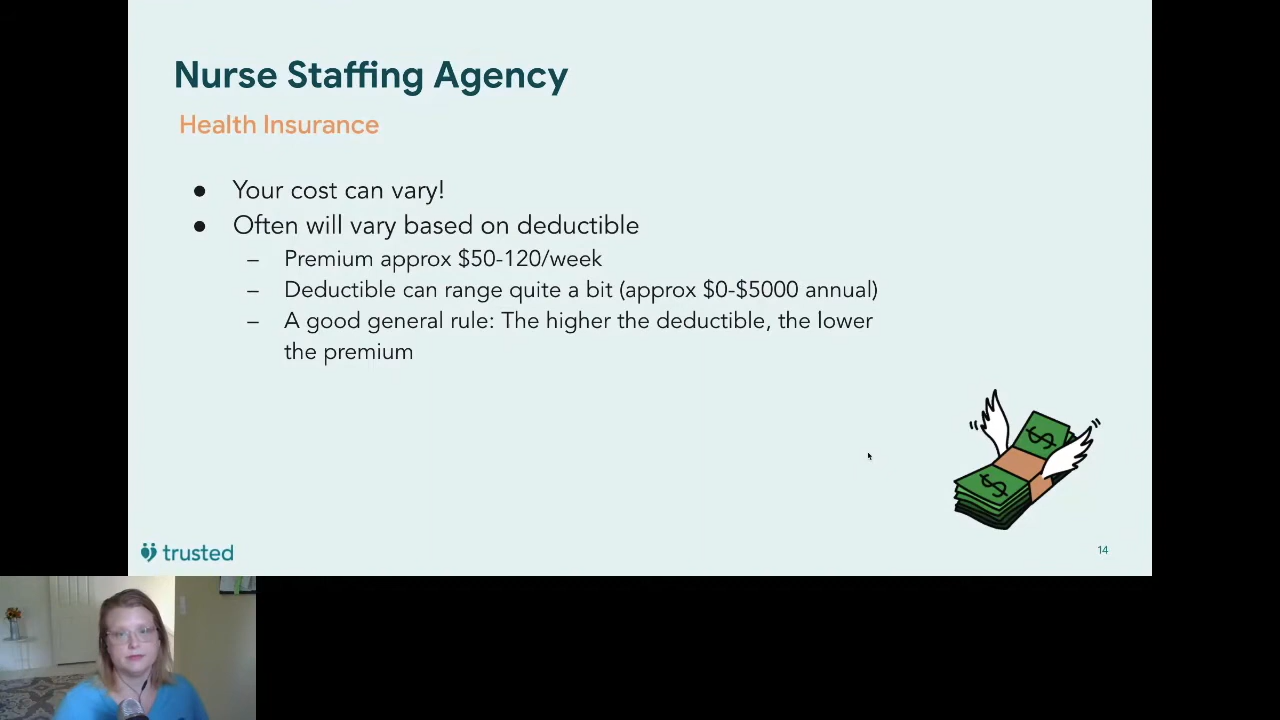 Nurse Staffing Agency
Health Insurance
● Your cost can vary!
● Often will vary based on deductible
– Premium approx $50-120/week
– Deductible can range quite a bit (approx $0-$5000 annual)
– A good general rule: The higher the deductible, the lower
the premium
$
$
trusted
14